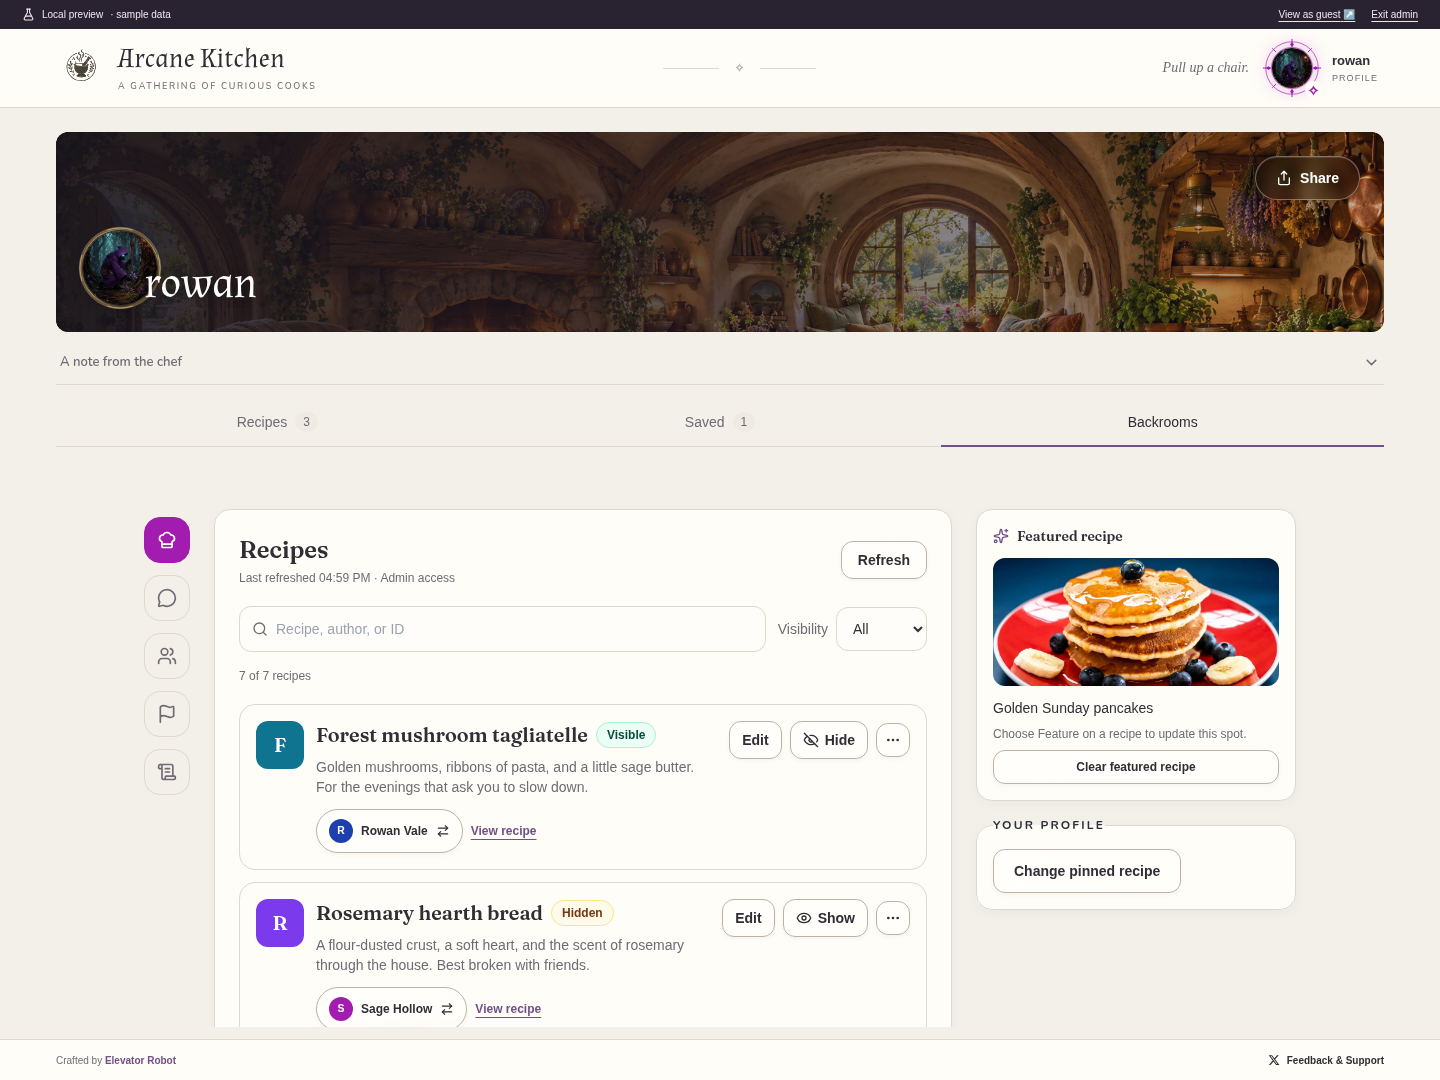 Local preview · sample data
View as guest ↗
Exit admin
Arcane Kitchen
A GATHERING OF CURIOUS COOKS
Pull up a chair.
rowan
PROFILE
Share
rowan
A note from the chef
Recipes 3
Saved 1
Backrooms
Recipes
Last refreshed 04:59 PM · Admin access
Refresh
Recipe, author, or ID
Visibility
All
7 of 7 recipes
F
Forest mushroom tagliatelle
Visible
Edit
Hide
Golden mushrooms, ribbons of pasta, and a little sage butter.
For the evenings that ask you to slow down.
R
Rowan Vale
View recipe
R
Rosemary hearth bread
Hidden
Edit
Show
A flour-dusted crust, a soft heart, and the scent of rosemary
through the house. Best broken with friends.
S
Sage Hollow
View recipe
Featured recipe
Golden Sunday pancakes
Choose Feature on a recipe to update this spot.
Clear featured recipe
YOUR PROFILE
Change pinned recipe
Crafted by Elevator Robot
Feedback & Support